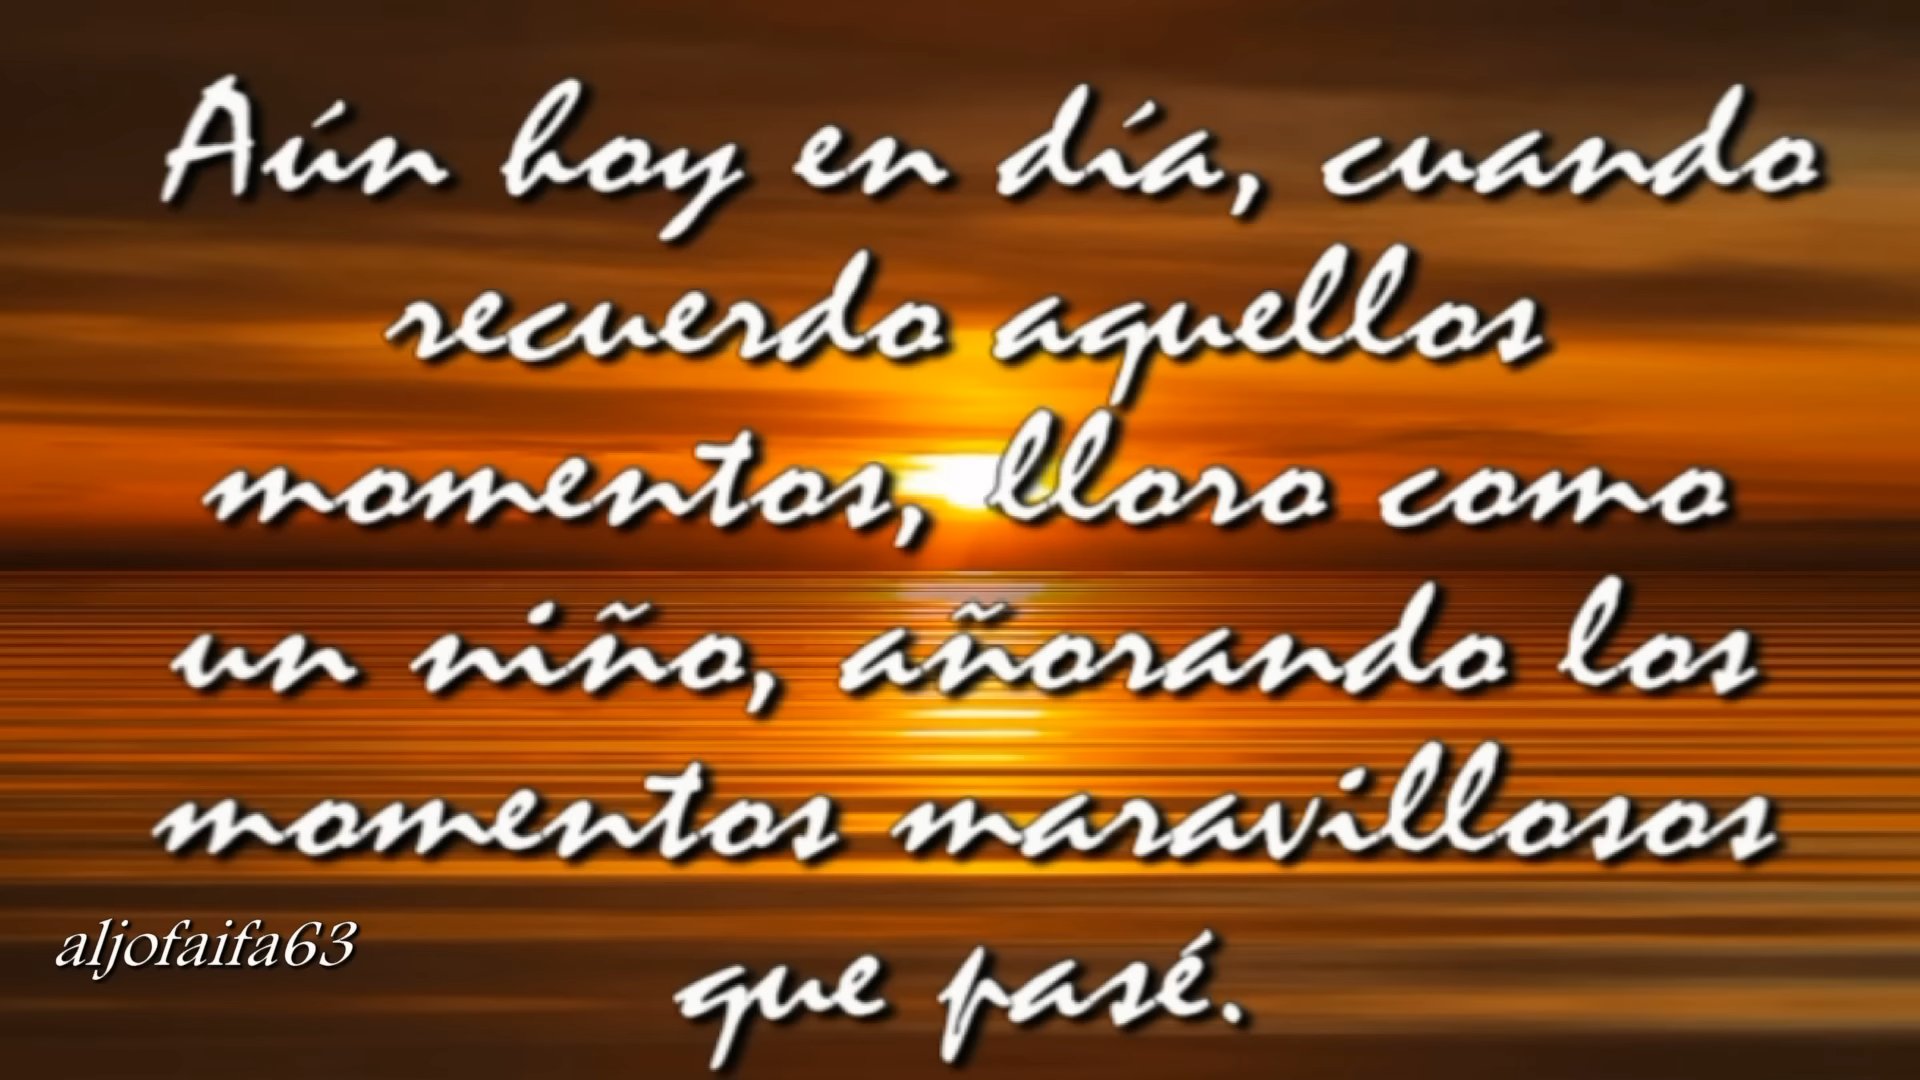 Aún hoy en día, cuando
recuerdo aquellos
momentos, lloro como
un niño, añorando los
momentos maravillosos
que pasé.
aljofaifa63